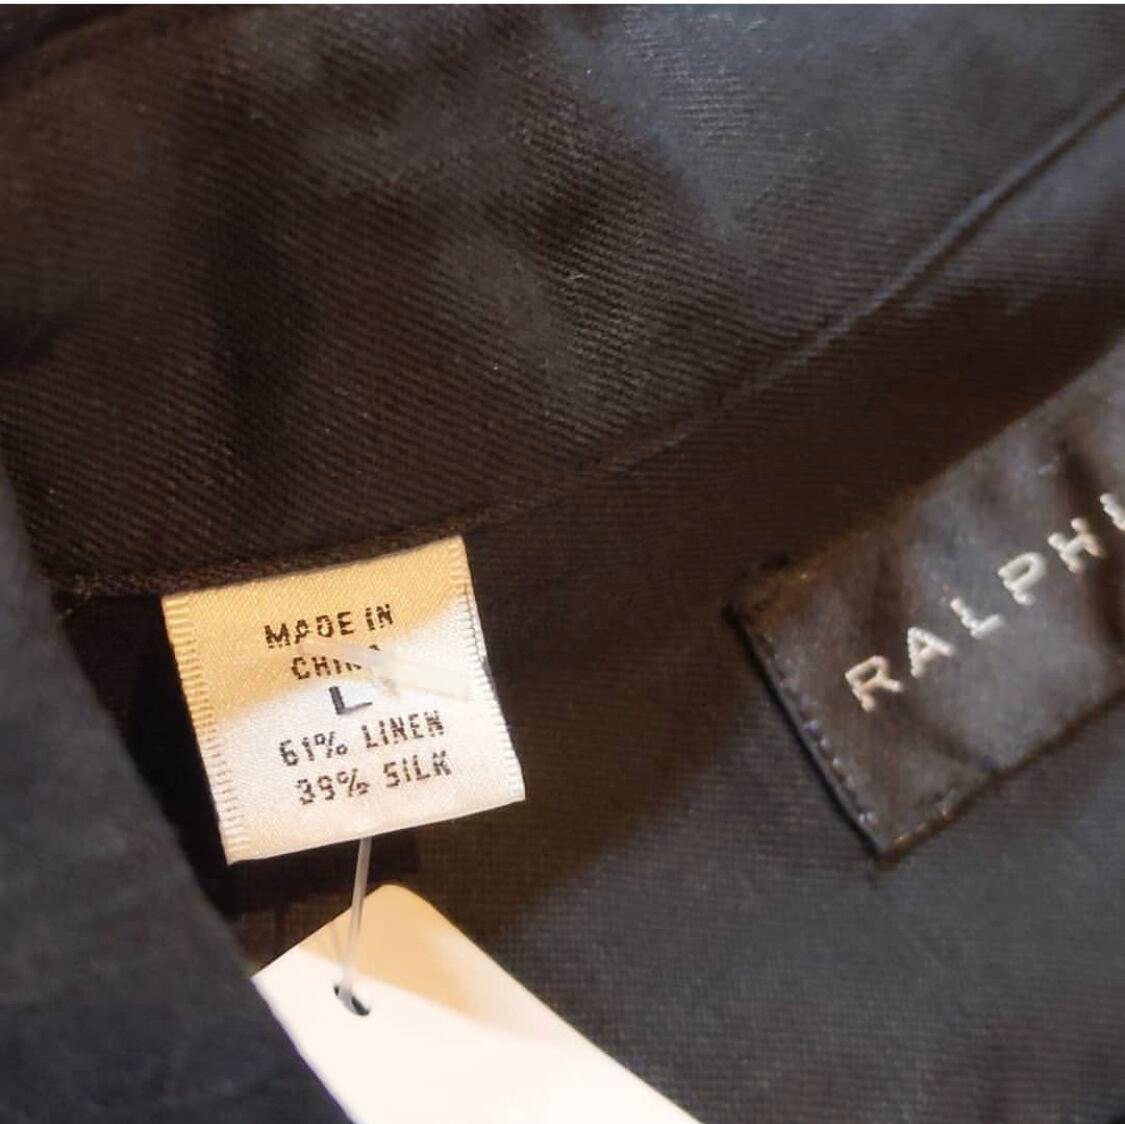 MADE IN
CHINA
L
61% LINEN
39% SILK
RALPH L